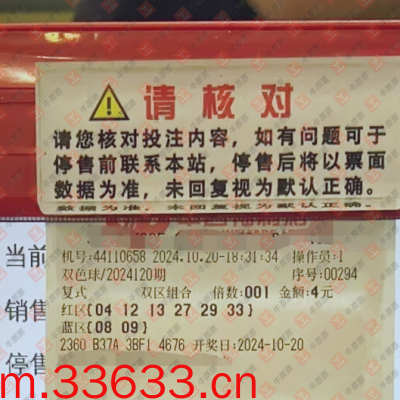 请核对
请您核对投注内容，如有问题可于
停售前联系本站，停售后将以票面
数据为准，未回复视为默认正确。
当前
机号:44110658 2024.10.20-18:31:34 操作员:1
双色球/2024120期 序号:00294
复式 双区组合 倍数:001 金额:4元
销售
红区[04 12 13 27 29 33]
蓝区[08 09]
2360 B37A 3BF1 4676 开奖日:2024-10-20
停售
m.33633.cn